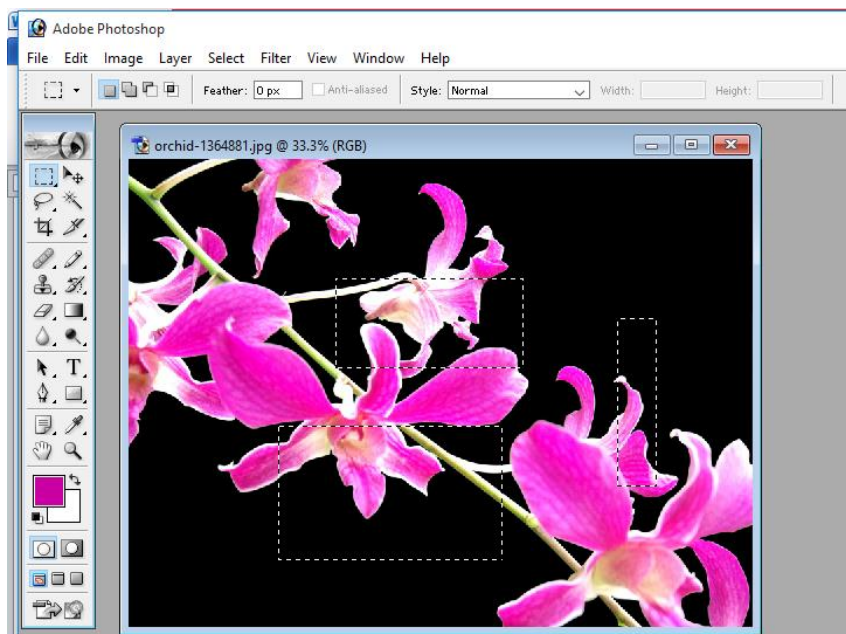 Adobe Photoshop
File Edit Image Layer Select Filter View Window Help
Feather: 0 px Anti-aliased Style: Normal Width: Height:
orchid-1364881.jpg @ 33.3% (RGB)
T